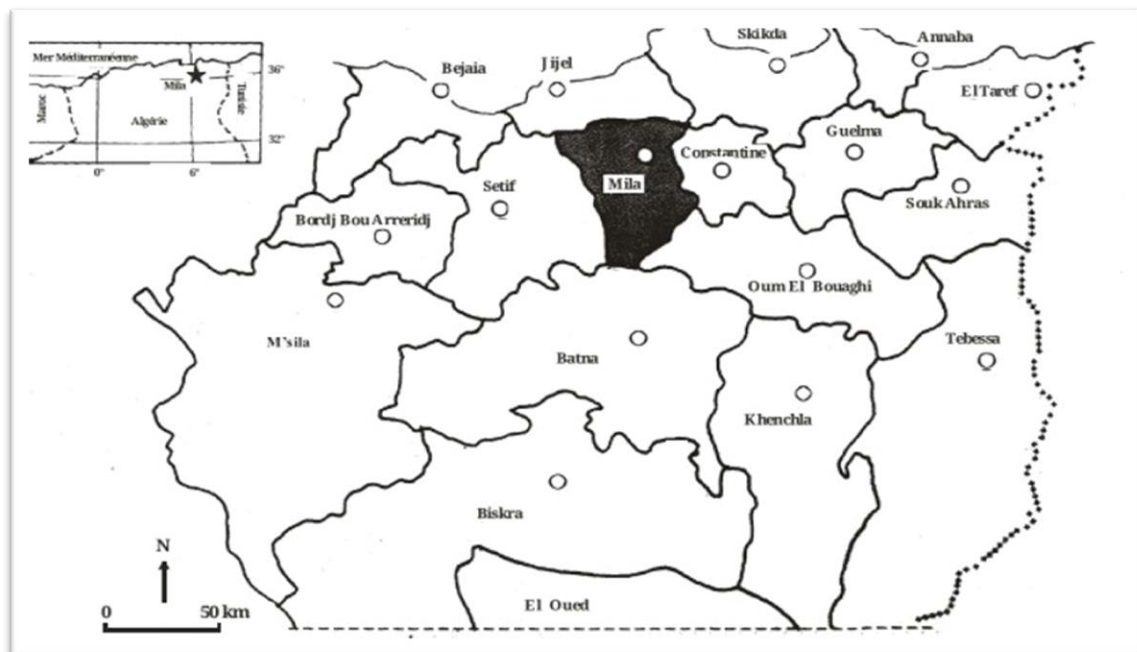 Mer Méditerranéenne
36°
Mila
Maroc
Algérie
Tunisie
32°
0°
6°
Skikda
Annaba
Bejaia
Jijel
El Taref
Guelma
Constantine
Mila
Setif
Souk Ahras
Bordj Bou Arreridj
Oum El Bouaghi
M'sila
Tebessa
Batna
Khenchla
Biskra
N
0 50 km
El Oued